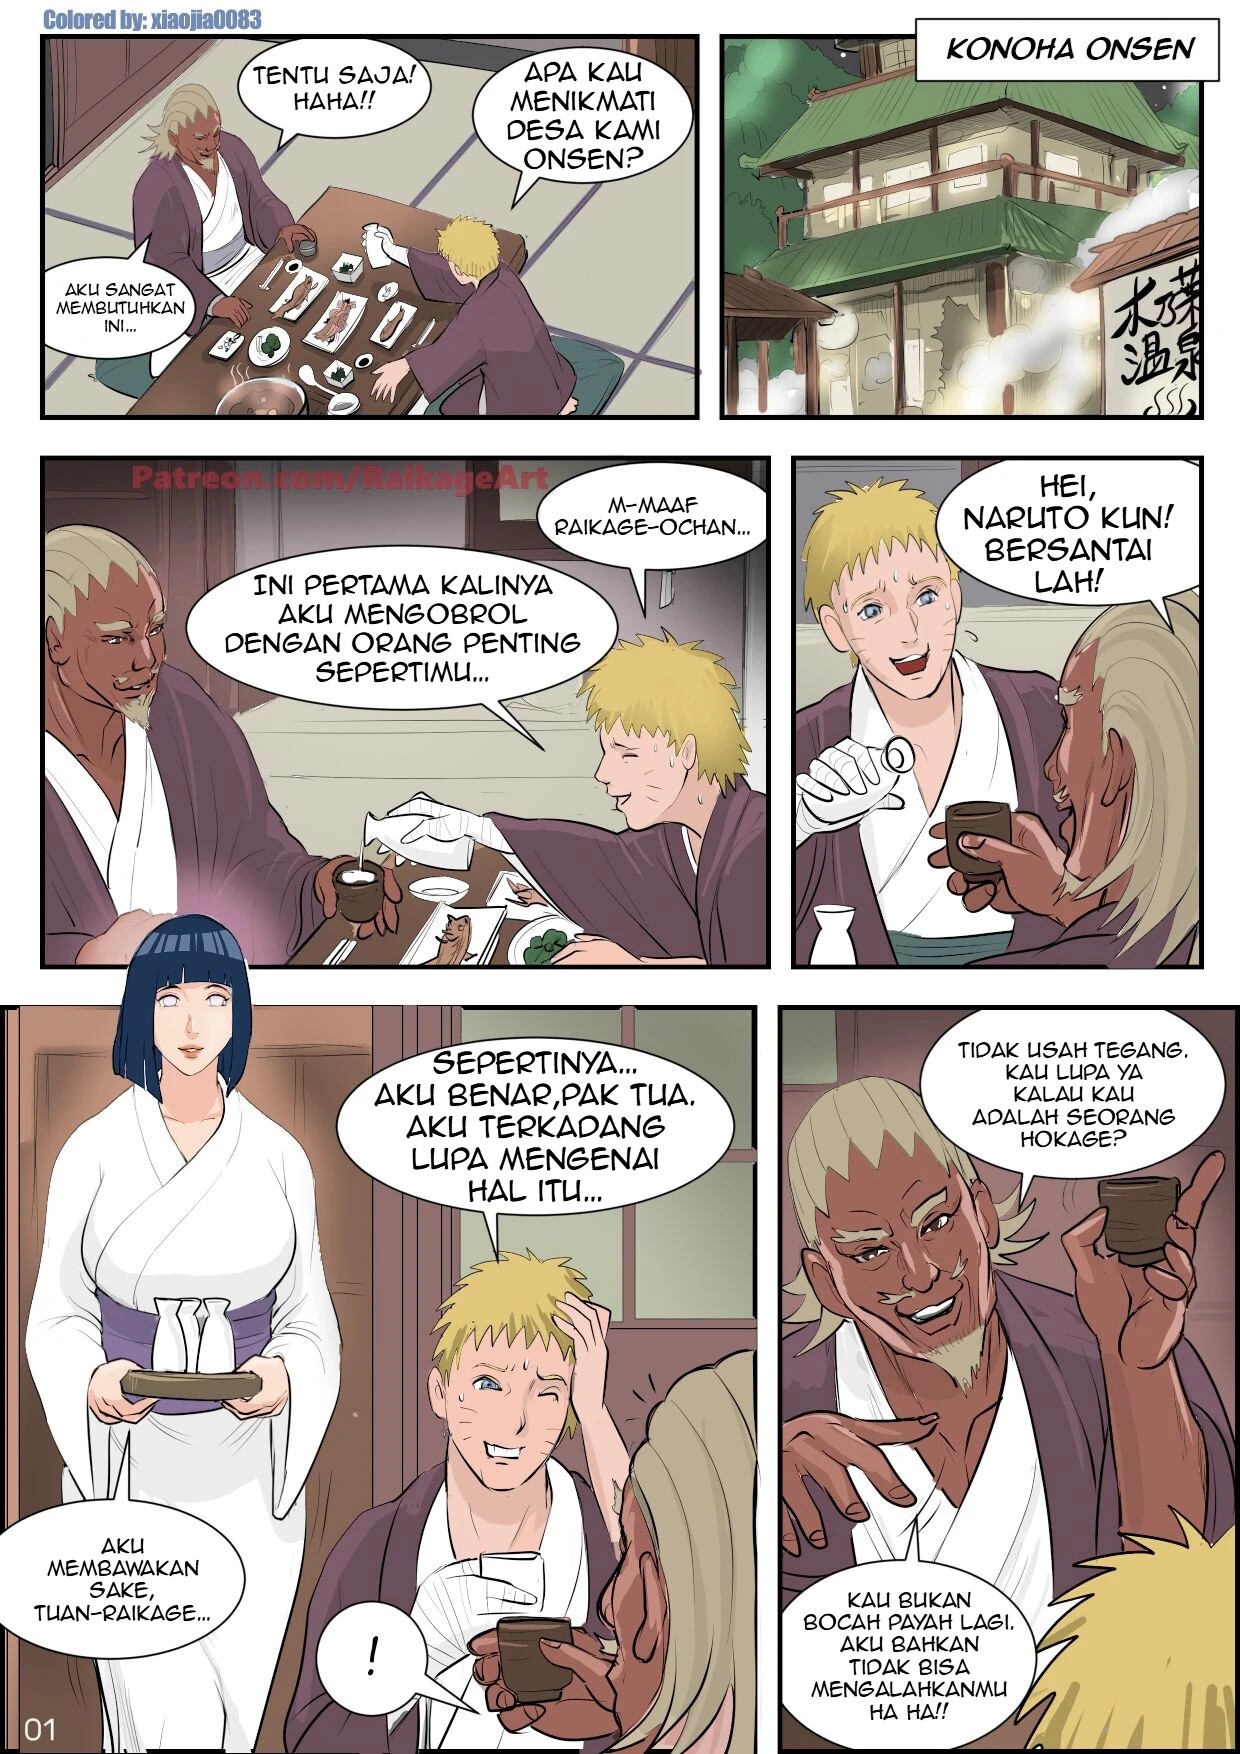 Colored by: xiaojia0083
TENTU SAJA!
HAHA!!
APA KAU
MENIKMATI
DESA KAMI
ONSEN?
AKU SANGAT
MEMBUTUHKAN
INI...
KONOHA ONSEN
木乃葉
温泉
Patreon.com/RaikageArt
M-MAAF
RAIKAGE-OCHAN...
INI PERTAMA KALINYA
AKU MENGOBROL
DENGAN ORANG PENTING
SEPERTIMU...
HEI,
NARUTO KUN!
BERSANTAI
LAH!
SEPERTINYA...
AKU BENAR,PAK TUA.
AKU TERKADANG
LUPA MENGENAI
HAL ITU...
AKU
MEMBAWAKAN
SAKE,
TUAN-RAIKAGE...
!
TIDAK USAH TEGANG.
KAU LUPA YA
KALAU KAU
ADALAH SEORANG
HOKAGE?
KAU BUKAN
BOCAH PAYAH LAGI.
AKU BAHKAN
TIDAK BISA
MENGALAHKANMU
HA HA!!
01